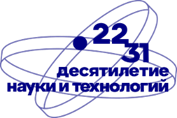 22
31
десятилетие
науки и технологий